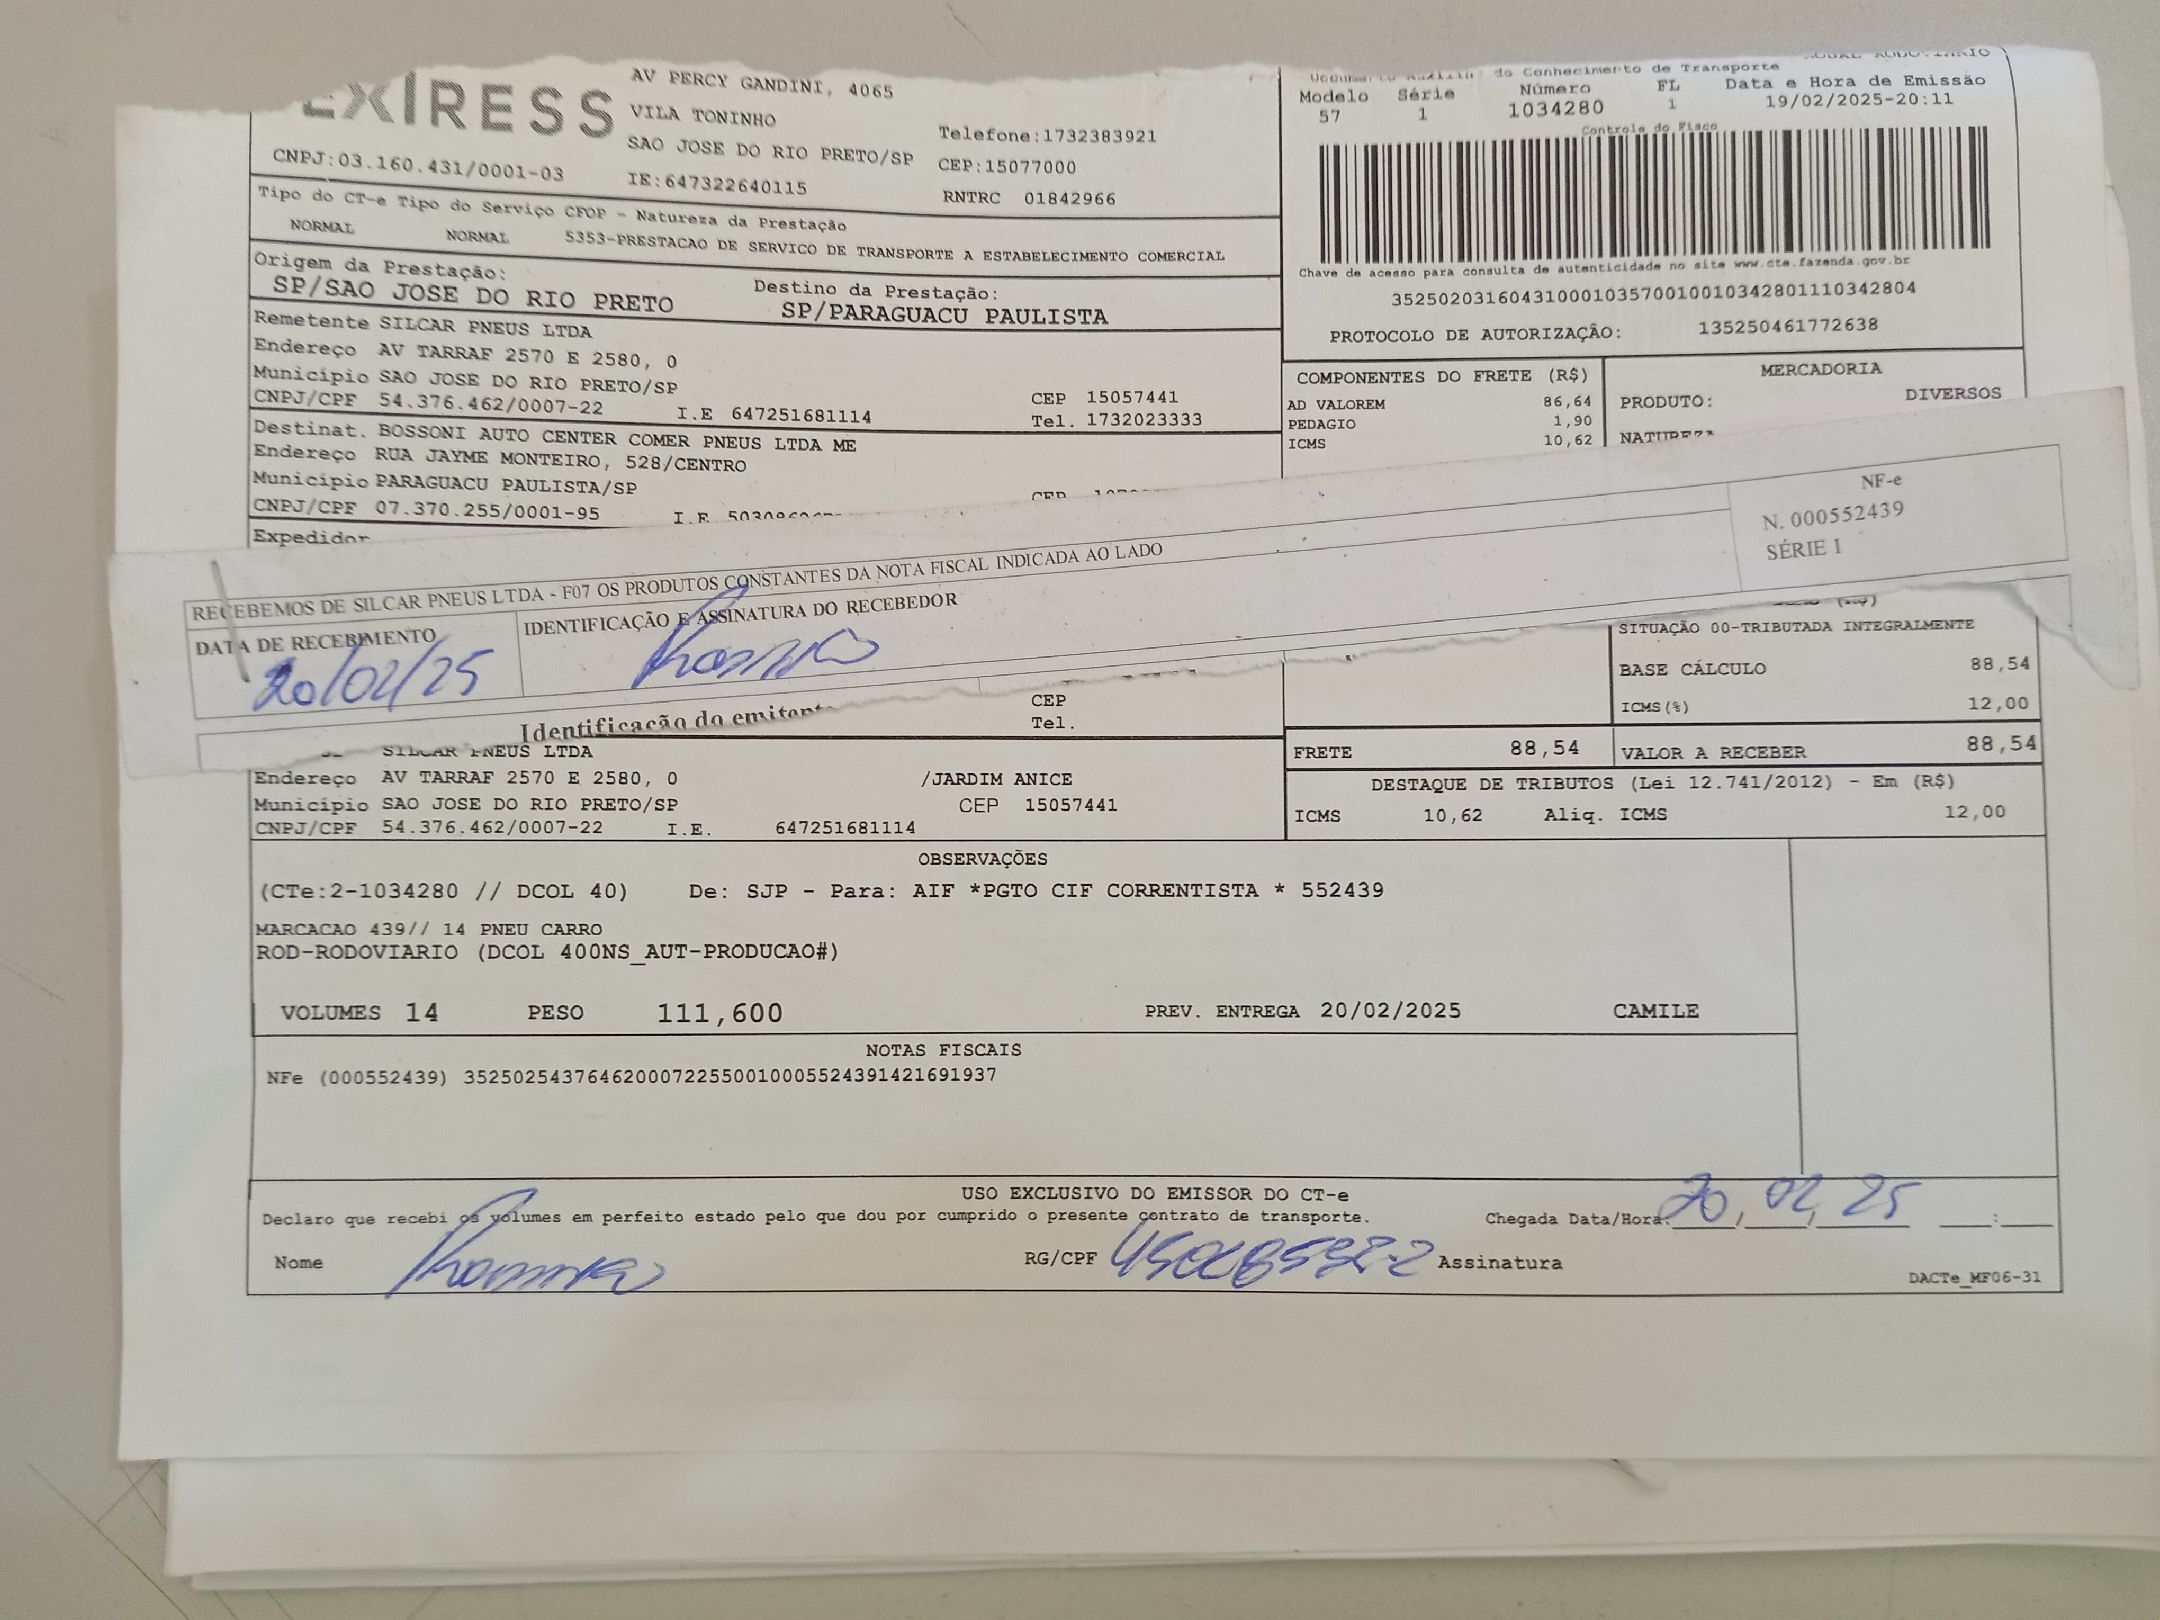 EX RESS
AV PERCY GANDINI, 4065
VILA TONINHO
SAO JOSE DO RIO PRETO/SP
Telefone:1732383921
CEP:15077000
CNPJ:03.160.431/0001-03
IE:647322640115
RNTRC 01842966
Tipo do CT-e Tipo do Serviço CFOP - Natureza da Prestação
NORMAL NORMAL 5353-PRESTACAO DE SERVICO DE TRANSPORTE A ESTABELECIMENTO COMERCIAL
Origem da Prestação:
SP/SAO JOSE DO RIO PRETO
Destino da Prestação:
SP/PARAGUACU PAULISTA
Remetente SILCAR PNEUS LTDA
Endereço AV TARRAF 2570 E 2580, 0
Município SAO JOSE DO RIO PRETO/SP
CEP 15057441
CNPJ/CPF 54.376.462/0007-22 I.E 647251681114
Tel. 1732023333
Destinat. BOSSONI AUTO CENTER COMER PNEUS LTDA ME
Endereço RUA JAYME MONTEIRO, 528/CENTRO
Município PARAGUACU PAULISTA/SP
CEP
CNPJ/CPF 07.370.255/0001-95 I.E
Expedidor
do Conhecimento de Transporte
Modelo Série Número FL Data e Hora de Emissão
57 1 1034280 1 19/02/2025-20:11
Controle do Fisco
Chave de acesso para consulta de autenticidade no site www.cte.fazenda.gov.br
35250203160431000103570010010342801110342804
PROTOCOLO DE AUTORIZAÇÃO: 135250461772638
COMPONENTES DO FRETE (R$)
AD VALOREM 86,64
PEDAGIO 1,90
ICMS 10,62
MERCADORIA
PRODUTO: DIVERSOS
NATUREZA
RECEBEMOS DE SILCAR PNEUS LTDA - F07 OS PRODUTOS CONSTANTES DA NOTA FISCAL INDICADA AO LADO
NF-e
N. 000552439
SÉRIE 1
DATA DE RECEBIMENTO
20/02/25
IDENTIFICAÇÃO E ASSINATURA DO RECEBEDOR
Identificação do emitente
CEP
Tel.
SITUAÇÃO 00-TRIBUTADA INTEGRALMENTE
BASE CÁLCULO 88,54
ICMS(%) 12,00
SILCAR PNEUS LTDA
Endereço AV TARRAF 2570 E 2580, 0 /JARDIM ANICE
Município SAO JOSE DO RIO PRETO/SP CEP 15057441
CNPJ/CPF 54.376.462/0007-22 I.E. 647251681114
FRETE 88,54 VALOR A RECEBER 88,54
DESTAQUE DE TRIBUTOS (Lei 12.741/2012) - Em (R$)
ICMS 10,62 Aliq. ICMS 12,00
OBSERVAÇÕES
(CTe:2-1034280 // DCOL 40) De: SJP - Para: AIF *PGTO CIF CORRENTISTA * 552439
MARCACAO 439// 14 PNEU CARRO
ROD-RODOVIARIO (DCOL 400NS_AUT-PRODUCAO#)
VOLUMES 14 PESO 111,600 PREV. ENTREGA 20/02/2025 CAMILE
NOTAS FISCAIS
NFe (000552439) 35250254376462000722550010005524391421691937
USO EXCLUSIVO DO EMISSOR DO CT-e
Declaro que recebi os volumes em perfeito estado pelo que dou por cumprido o presente contrato de transporte.
Chegada Data/Hora: 20, 02, 25 :
Nome
RG/CPF
Assinatura
DACTe_MF06-31